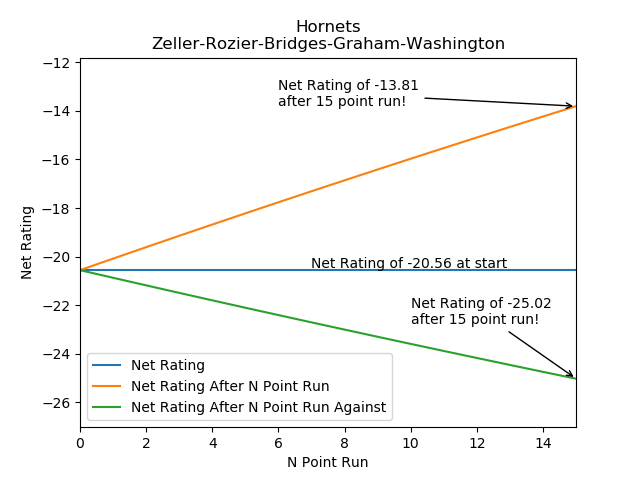 Hornets
Zeller-Rozier-Bridges-Graham-Washington
−12
−14
−16
−18
−20
−22
−24
−26
Net Rating
Net Rating of -13.81
after 15 point run!
Net Rating of -20.56 at start
Net Rating of -25.02
after 15 point run!
Net Rating
Net Rating After N Point Run
Net Rating After N Point Run Against
0 2 4 6 8 10 12 14
N Point Run